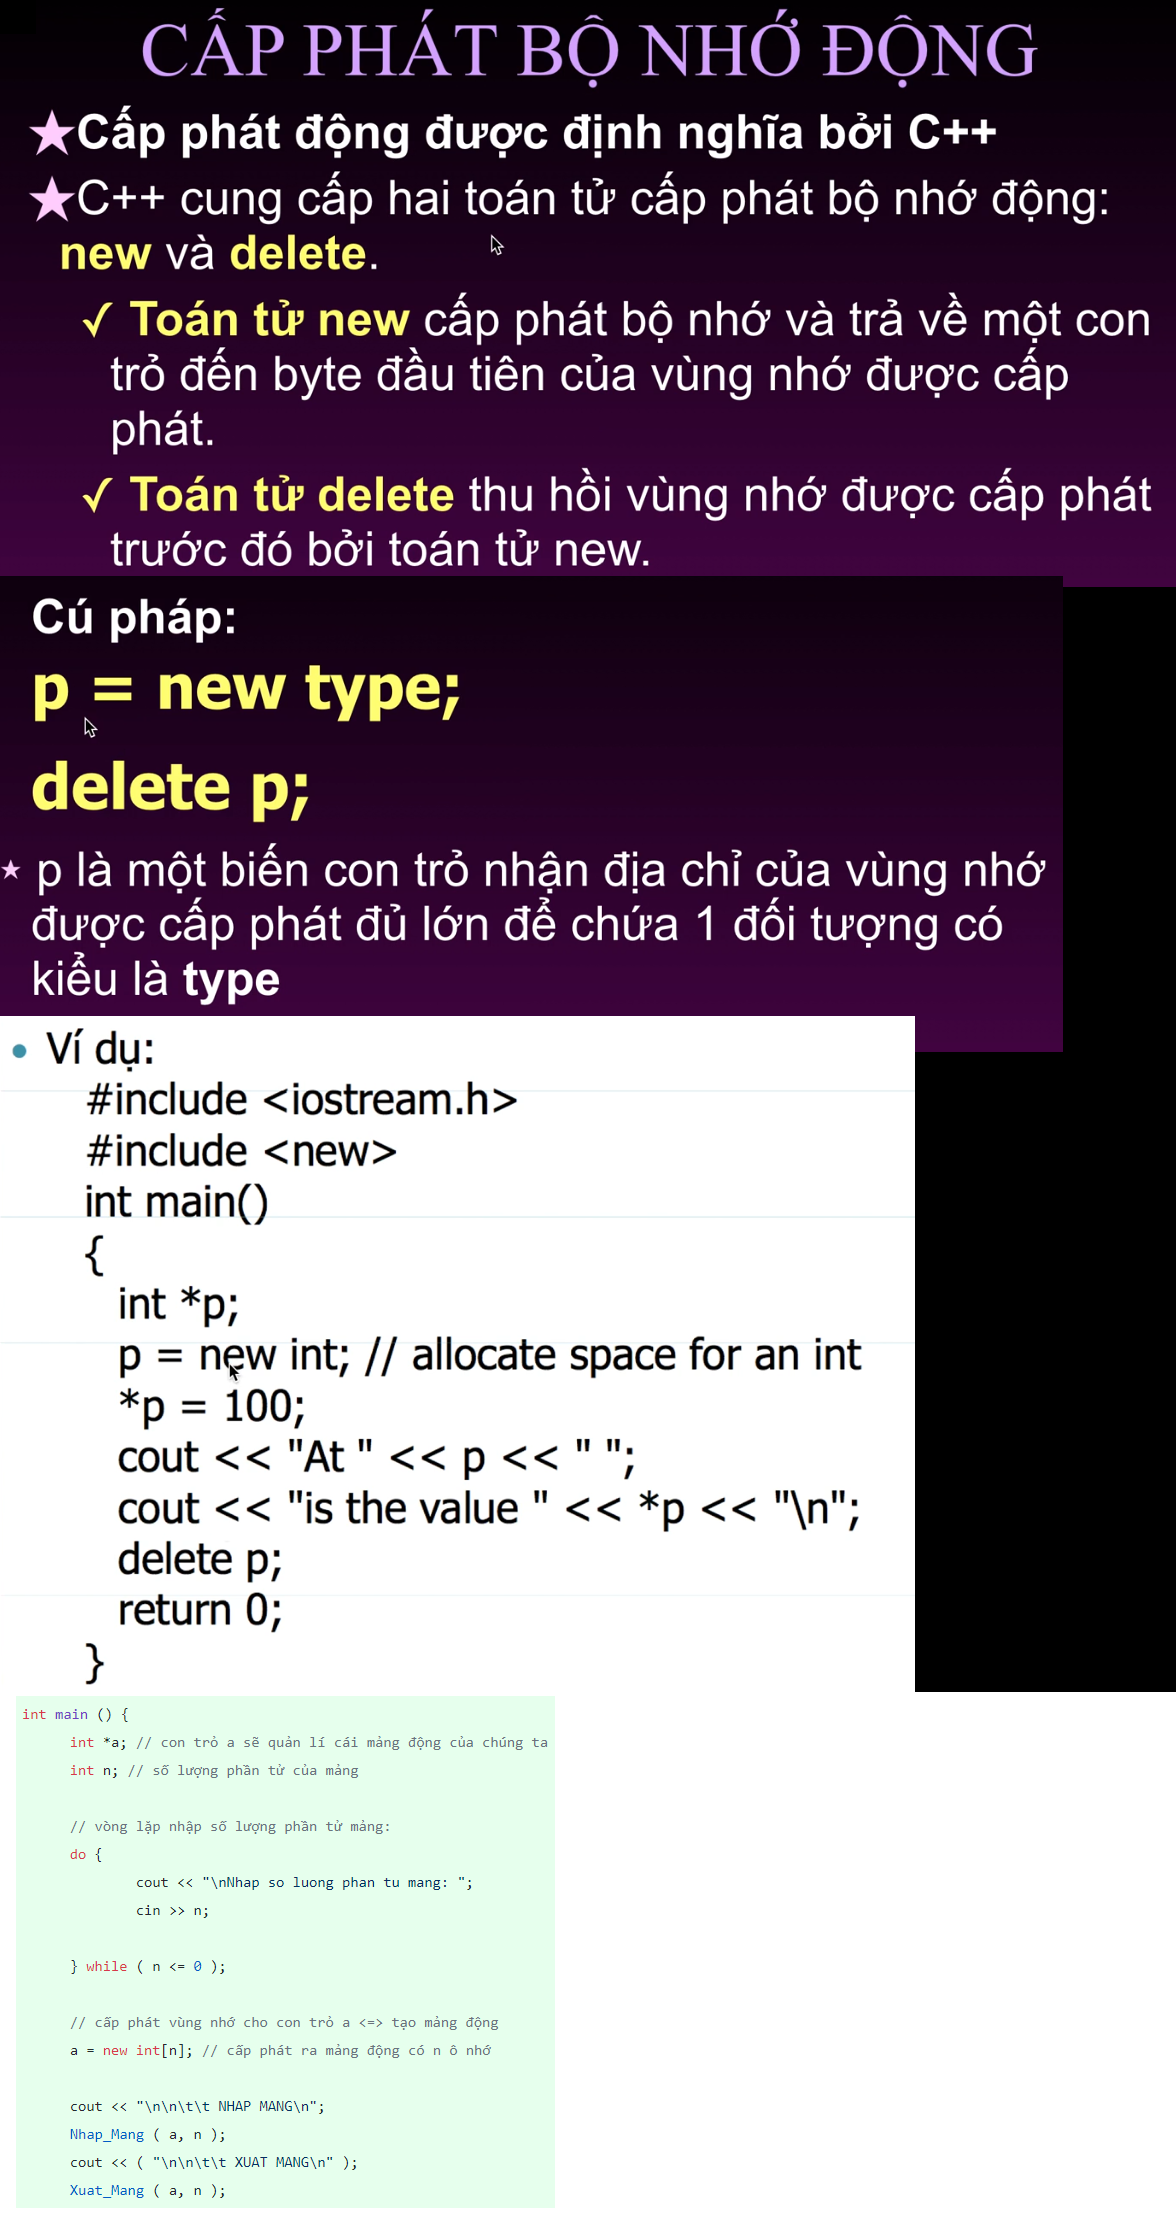 CẤP PHÁT BỘ NHỚ ĐỘNG
★Cấp phát động được định nghĩa bởi C++
★C++ cung cấp hai toán tử cấp phát bộ nhớ động:
new và delete.
✓ Toán tử new cấp phát bộ nhớ và trả về một con
trỏ đến byte đầu tiên của vùng nhớ được cấp
phát.
✓ Toán tử delete thu hồi vùng nhớ được cấp phát
trước đó bởi toán tử new.
Cú pháp:
p = new type;
delete p;
★ p là một biến con trỏ nhận địa chỉ của vùng nhớ
được cấp phát đủ lớn để chứa 1 đối tượng có
kiểu là type
• Ví dụ:
#include <iostream.h>
#include <new>
int main()
{
int *p;
p = new int; // allocate space for an int
*p = 100;
cout << "At " << p << " ";
cout << "is the value " << *p << "\n";
delete p;
return 0;
}
int main () {
int *a; // con trỏ a sẽ quản lí cái mảng động của chúng ta
int n; // số lượng phần tử của mảng
// vòng lặp nhập số lượng phần tử mảng:
do {
cout << "\nNhap so luong phan tu mang: ";
cin >> n;
} while ( n <= 0 );
// cấp phát vùng nhớ cho con trỏ a <=> tạo mảng động
a = new int[n]; // cấp phát ra mảng động có n ô nhớ
cout << "\n\n\t\t NHAP MANG\n";
Nhap_Mang ( a, n );
cout << ( "\n\n\t\t XUAT MANG\n" );
Xuat_Mang ( a, n );